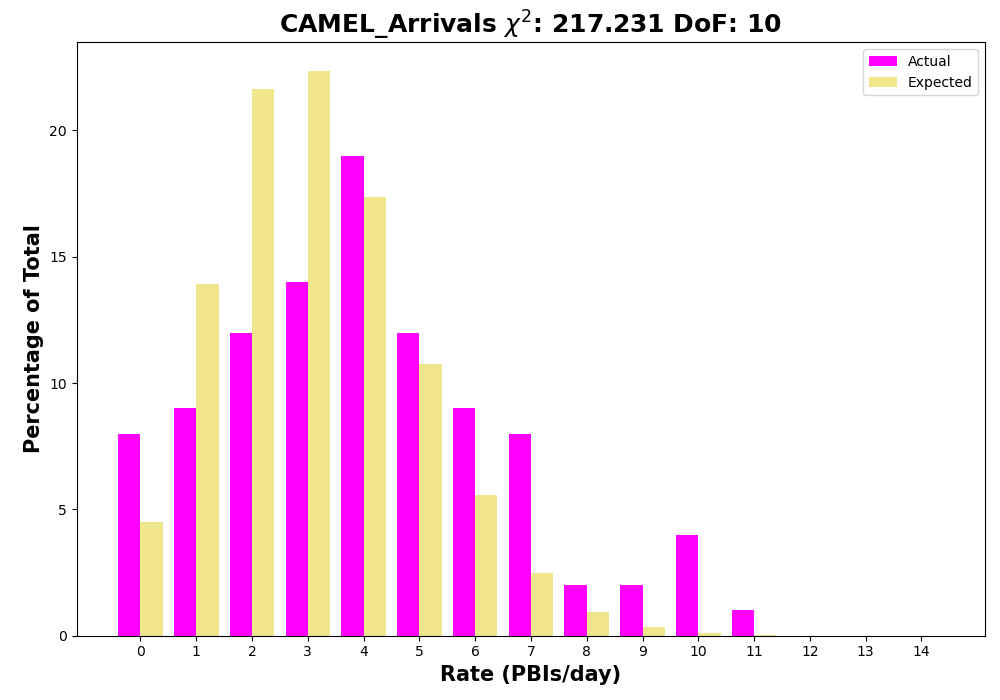 CAMEL_Arrivals χ²: 217.231 DoF: 10
Actual
Expected
Percentage of Total
20
15
10
5
0
0 1 2 3 4 5 6 7 8 9 10 11 12 13 14
Rate (PBIs/day)